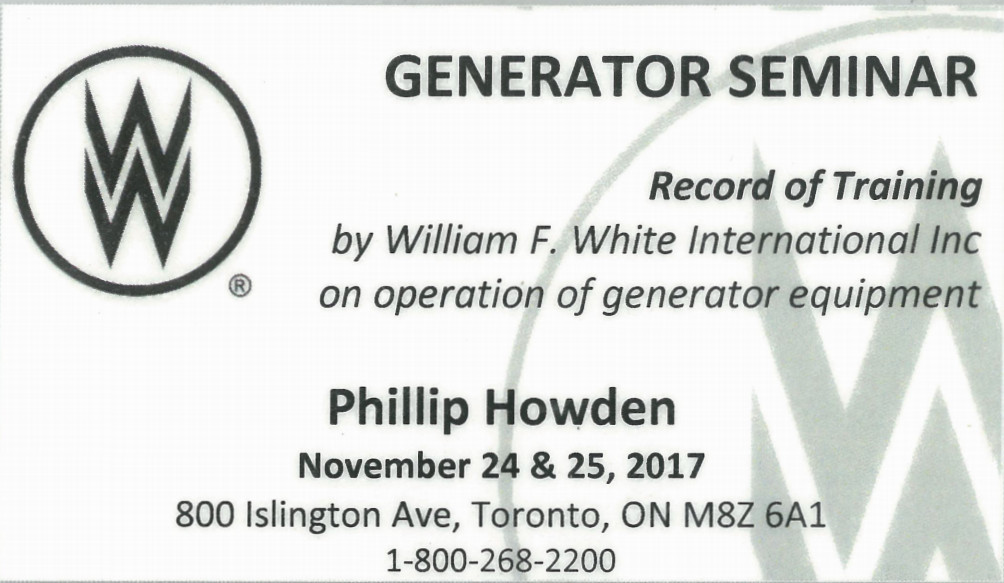 GENERATOR SEMINAR
Record of Training
by William F. White International Inc
on operation of generator equipment
®
Phillip Howden
November 24 & 25, 2017
800 Islington Ave, Toronto, ON M8Z 6A1
1-800-268-2200